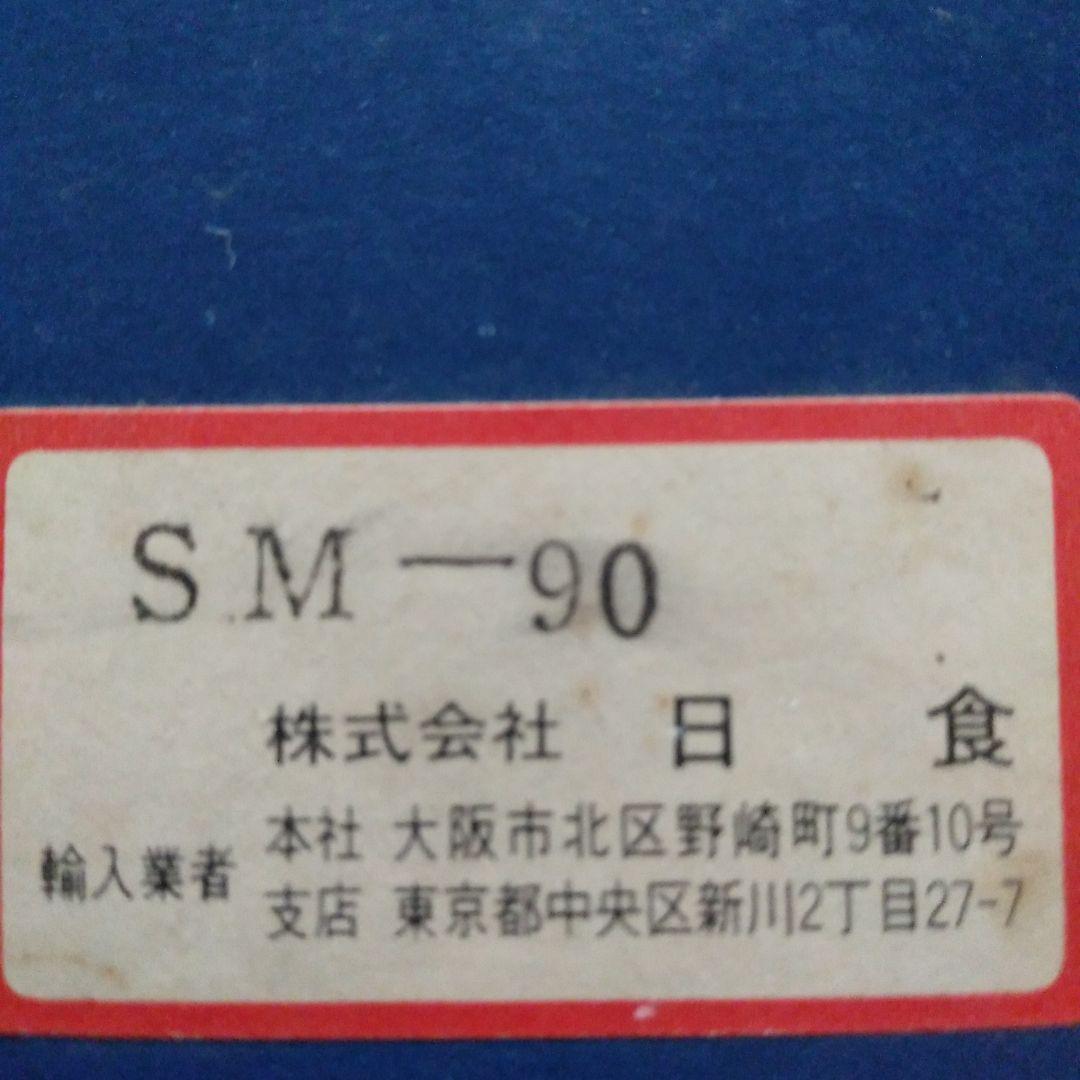 SM-90
株式会社 日食
輸入業者
本社 大阪市北区野崎町9番10号
支店 東京都中央区新川2丁目27-7